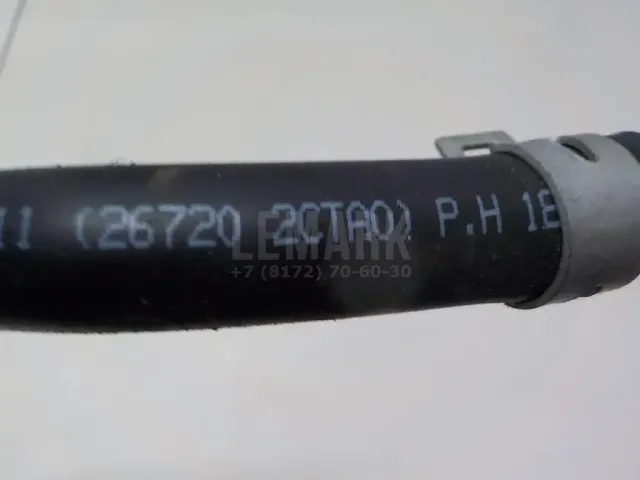 (26720 2CTA0) P.H 18
LEMARK
+7 (8172) 70-60-30